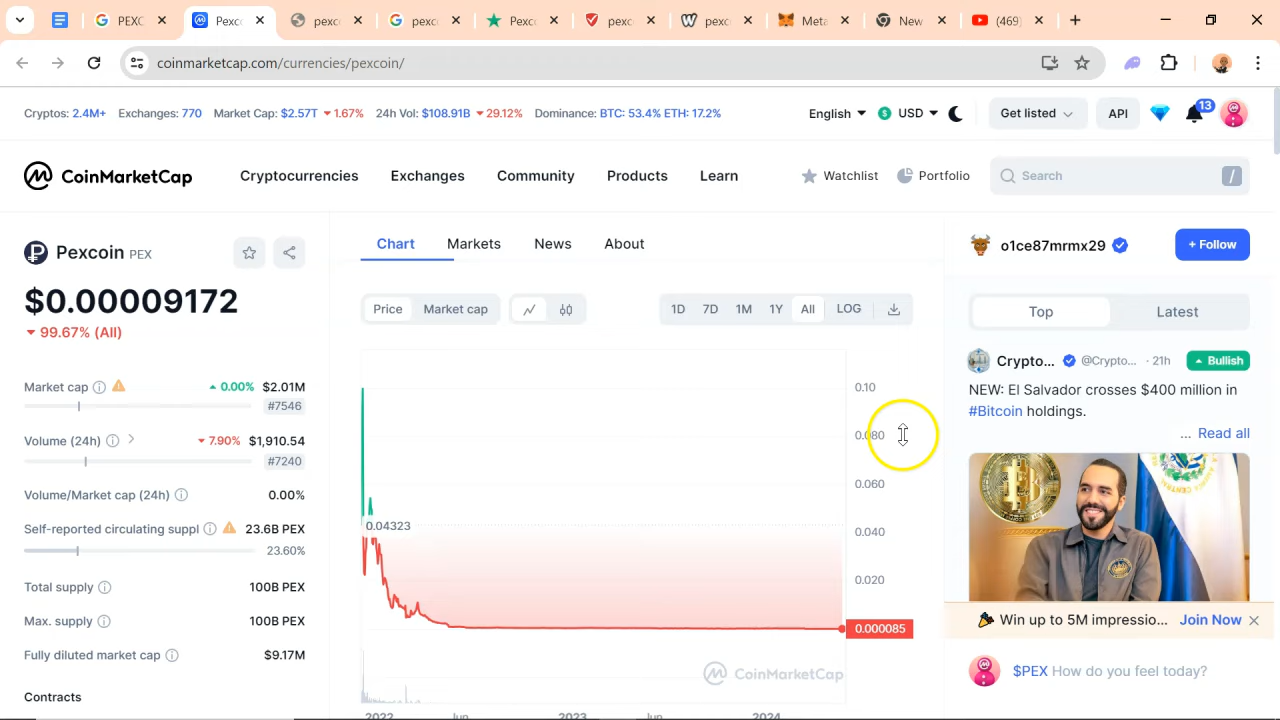 PEXC
Pexcoi
pexco
pexco
Pexco
pexco
pexco
Meta
New
(469)
coinmarketcap.com/currencies/pexcoin/
Cryptos: 2.4M+ Exchanges: 770 Market Cap: $2.57T 1.67% 24h Vol: $108.91B 29.12% Dominance: BTC: 53.4% ETH: 17.2%
English USD Get listed API 13
CoinMarketCap Cryptocurrencies Exchanges Community Products Learn Watchlist Portfolio Search /
Pexcoin PEX
$0.00009172
99.67% (All)
Market cap 0.00% $2.01M
#7546
Volume (24h) 7.90% $1,910.54
#7240
Volume/Market cap (24h) 0.00%
Self-reported circulating suppl 23.6B PEX
23.60%
Total supply 100B PEX
Max. supply 100B PEX
Fully diluted market cap $9.17M
Contracts
Chart Markets News About
Price Market cap 1D 7D 1M 1Y All LOG
0.10
0.080
0.060
0.04323
0.040
0.020
0.000085
CoinMarketCap
2022 Jun 2023 Jun 2024
o1ce87mrmx29 + Follow
Top Latest
Crypto... @Crypto... · 21h Bullish
NEW: El Salvador crosses $400 million in
#Bitcoin holdings.
... Read all
Win up to 5M impressio... Join Now
$PEX How do you feel today?